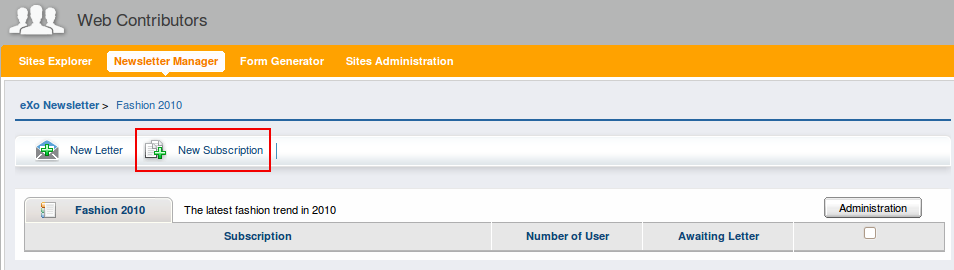 Web Contributors
Sites Explorer Newsletter Manager Form Generator Sites Administration
eXo Newsletter > Fashion 2010
New Letter New Subscription
Fashion 2010 The latest fashion trend in 2010 Administration
Subscription Number of User Awaiting Letter